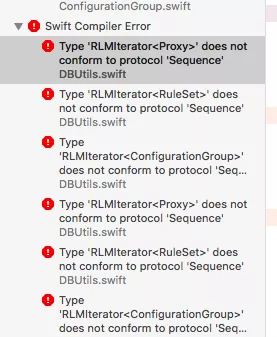 ConfigurationGroup.swift
Swift Compiler Error
Type 'RLMIterator<Proxy>' does not
conform to protocol 'Sequence'
DBUtils.swift
Type 'RLMIterator<RuleSet>' does
not conform to protocol 'Sequence'
DBUtils.swift
Type
'RLMIterator<ConfigurationGroup>'
does not conform to protocol 'Seq...
DBUtils.swift
Type 'RLMIterator<Proxy>' does not
conform to protocol 'Sequence'
DBUtils.swift
Type 'RLMIterator<RuleSet>' does
not conform to protocol 'Sequence'
DBUtils.swift
Type
'RLMIterator<ConfigurationGroup>'
does not conform to protocol 'Seq...